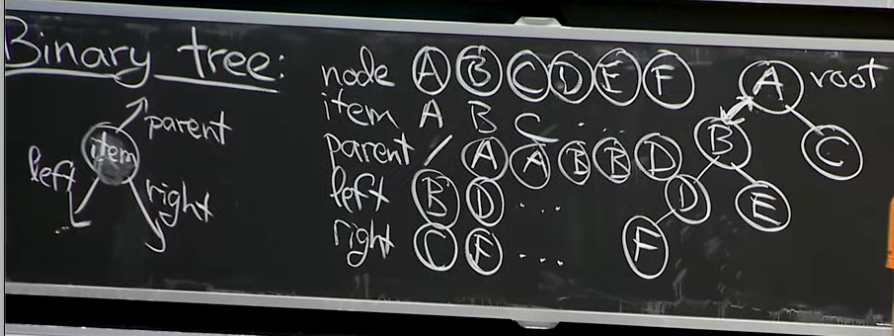 Binary tree:
item
parent
left
right
node A B C D E F
item A B C ...
parent / A A B B D
left B D ...
right C E ...
A root
B C
D E
F